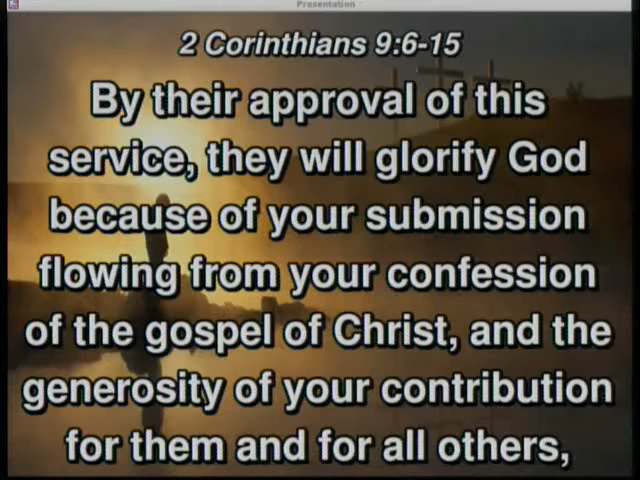 Presentation
2 Corinthians 9:6-15
By their approval of this
service, they will glorify God
because of your submission
flowing from your confession
of the gospel of Christ, and the
generosity of your contribution
for them and for all others,